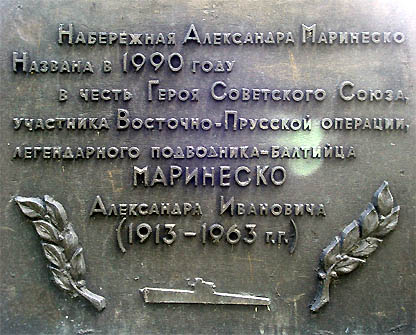 Набережная Александра Маринеско
Названа в 1990 году
в честь Героя Советского Союза,
участника Восточно-Прусской операции,
легендарного подводника-балтийца
МАРИНЕСКО
Александра Ивановича
(1913-1963 г.г.)